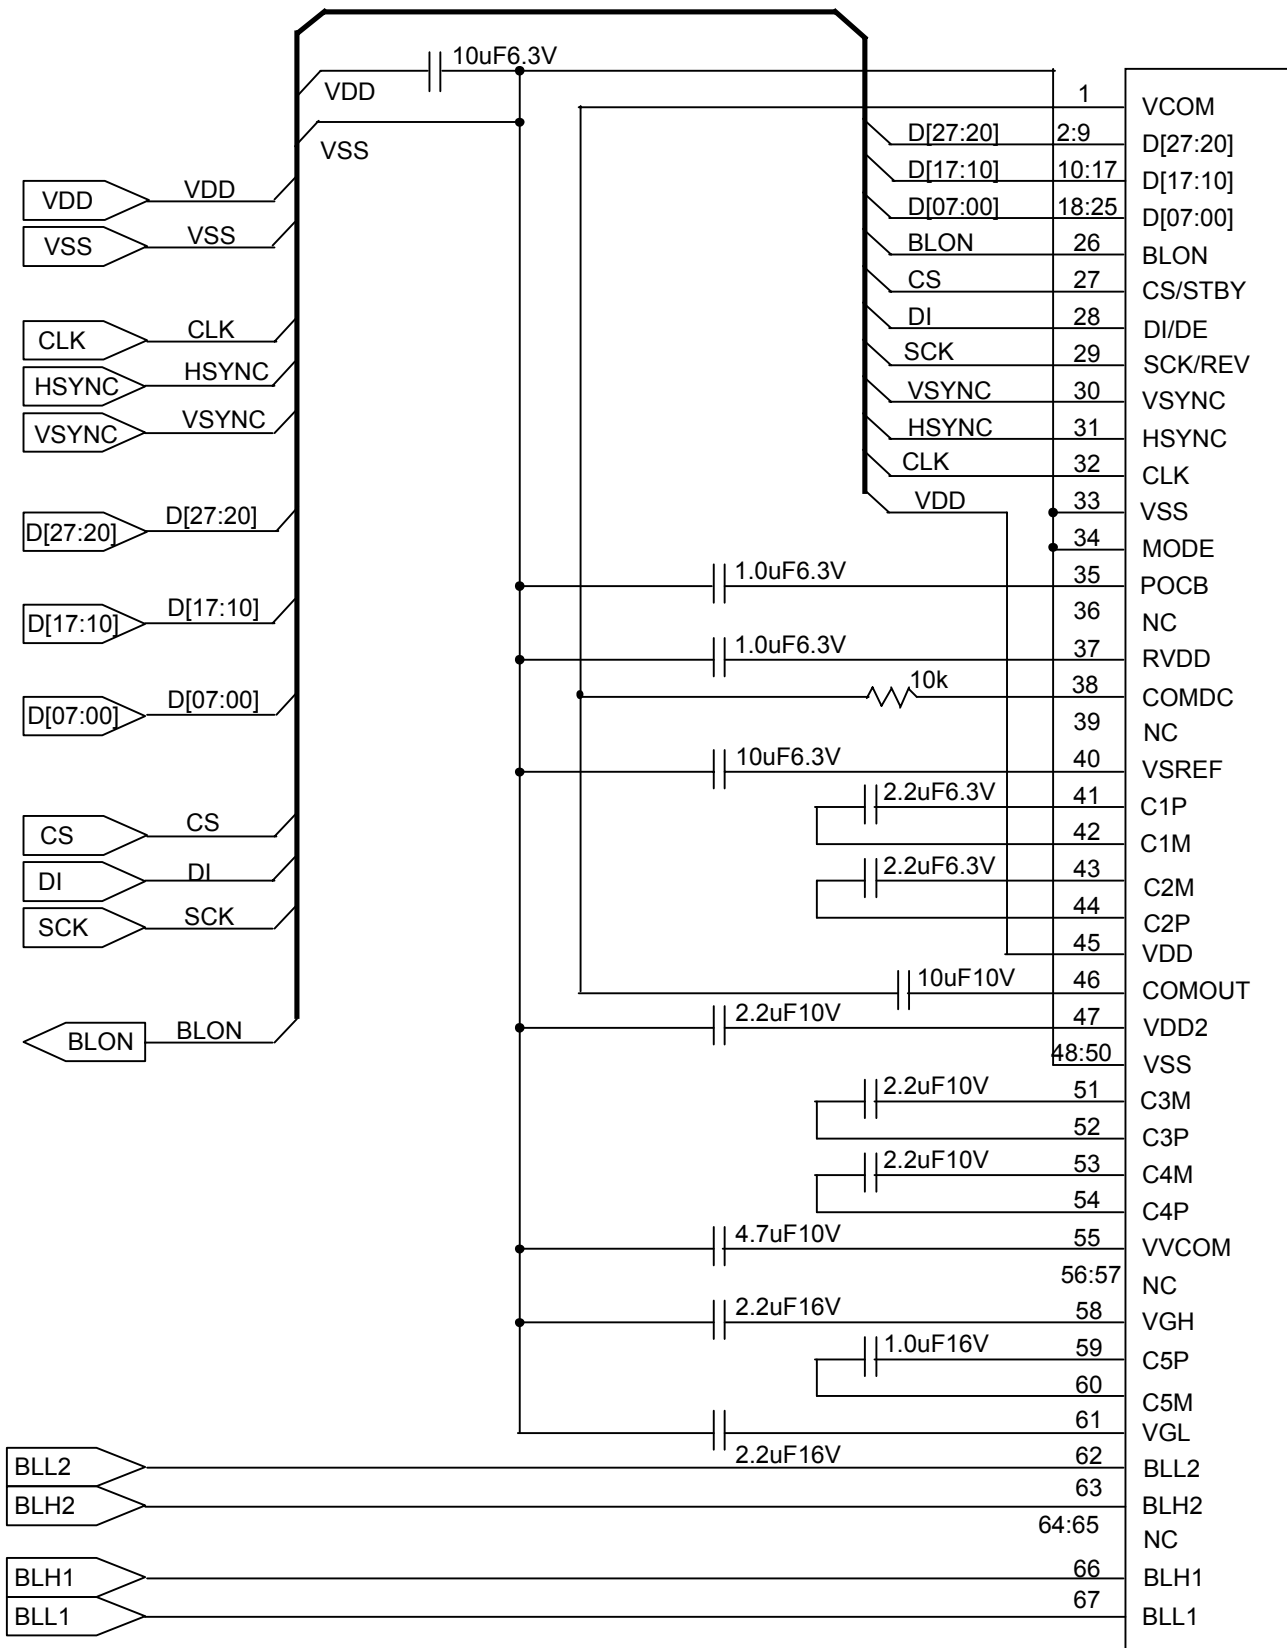 10uF6.3V
VDD
VSS
VDD VDD
VSS VSS
CLK CLK
HSYNC HSYNC
VSYNC VSYNC
D[27:20] D[27:20]
D[17:10] D[17:10]
D[07:00] D[07:00]
CS CS
DI DI
SCK SCK
BLON BLON
BLL2
BLH2
BLH1
BLL1
1 VCOM
D[27:20] 2:9 D[27:20]
D[17:10] 10:17 D[17:10]
D[07:00] 18:25 D[07:00]
BLON 26 BLON
CS 27 CS/STBY
DI 28 DI/DE
SCK 29 SCK/REV
VSYNC 30 VSYNC
HSYNC 31 HSYNC
CLK 32 CLK
VDD 33 VSS
34 MODE
1.0uF6.3V 35 POCB
36 NC
1.0uF6.3V 37 RVDD
10k 38 COMDC
39 NC
10uF6.3V 40 VSREF
2.2uF6.3V 41 C1P
42 C1M
2.2uF6.3V 43 C2M
44 C2P
45 VDD
10uF10V 46 COMOUT
2.2uF10V 47 VDD2
48:50 VSS
2.2uF10V 51 C3M
52 C3P
2.2uF10V 53 C4M
54 C4P
4.7uF10V 55 VVCOM
56:57 NC
2.2uF16V 58 VGH
1.0uF16V 59 C5P
60 C5M
61 VGL
2.2uF16V 62 BLL2
63 BLH2
64:65 NC
66 BLH1
67 BLL1